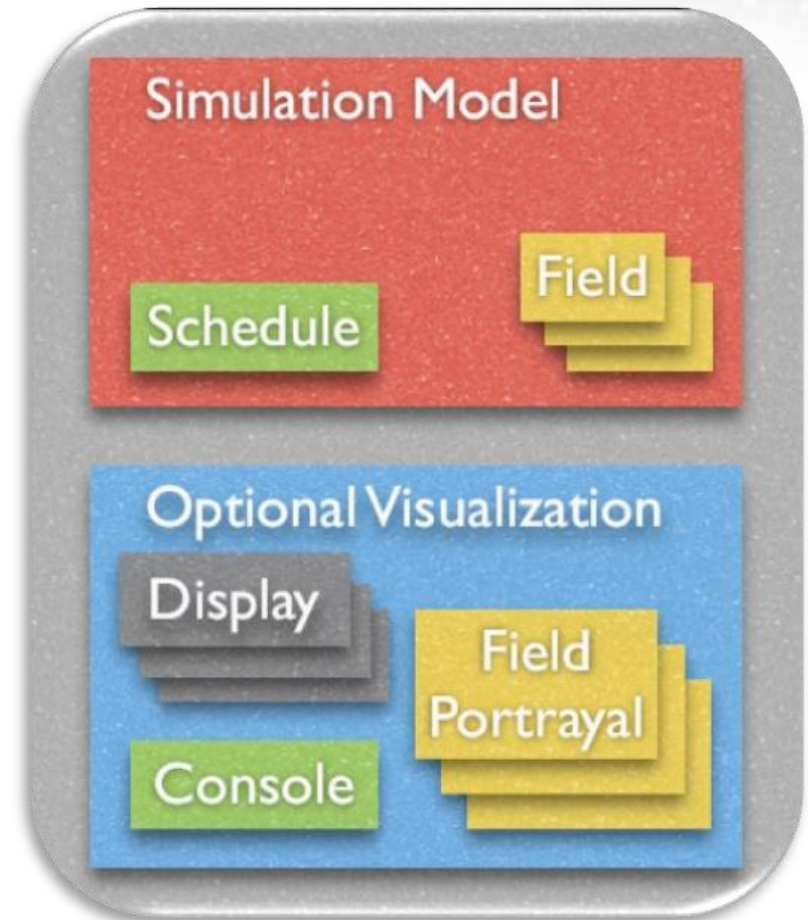 Simulation Model
Schedule
Field
Optional Visualization
Display
Field
Portrayal
Console